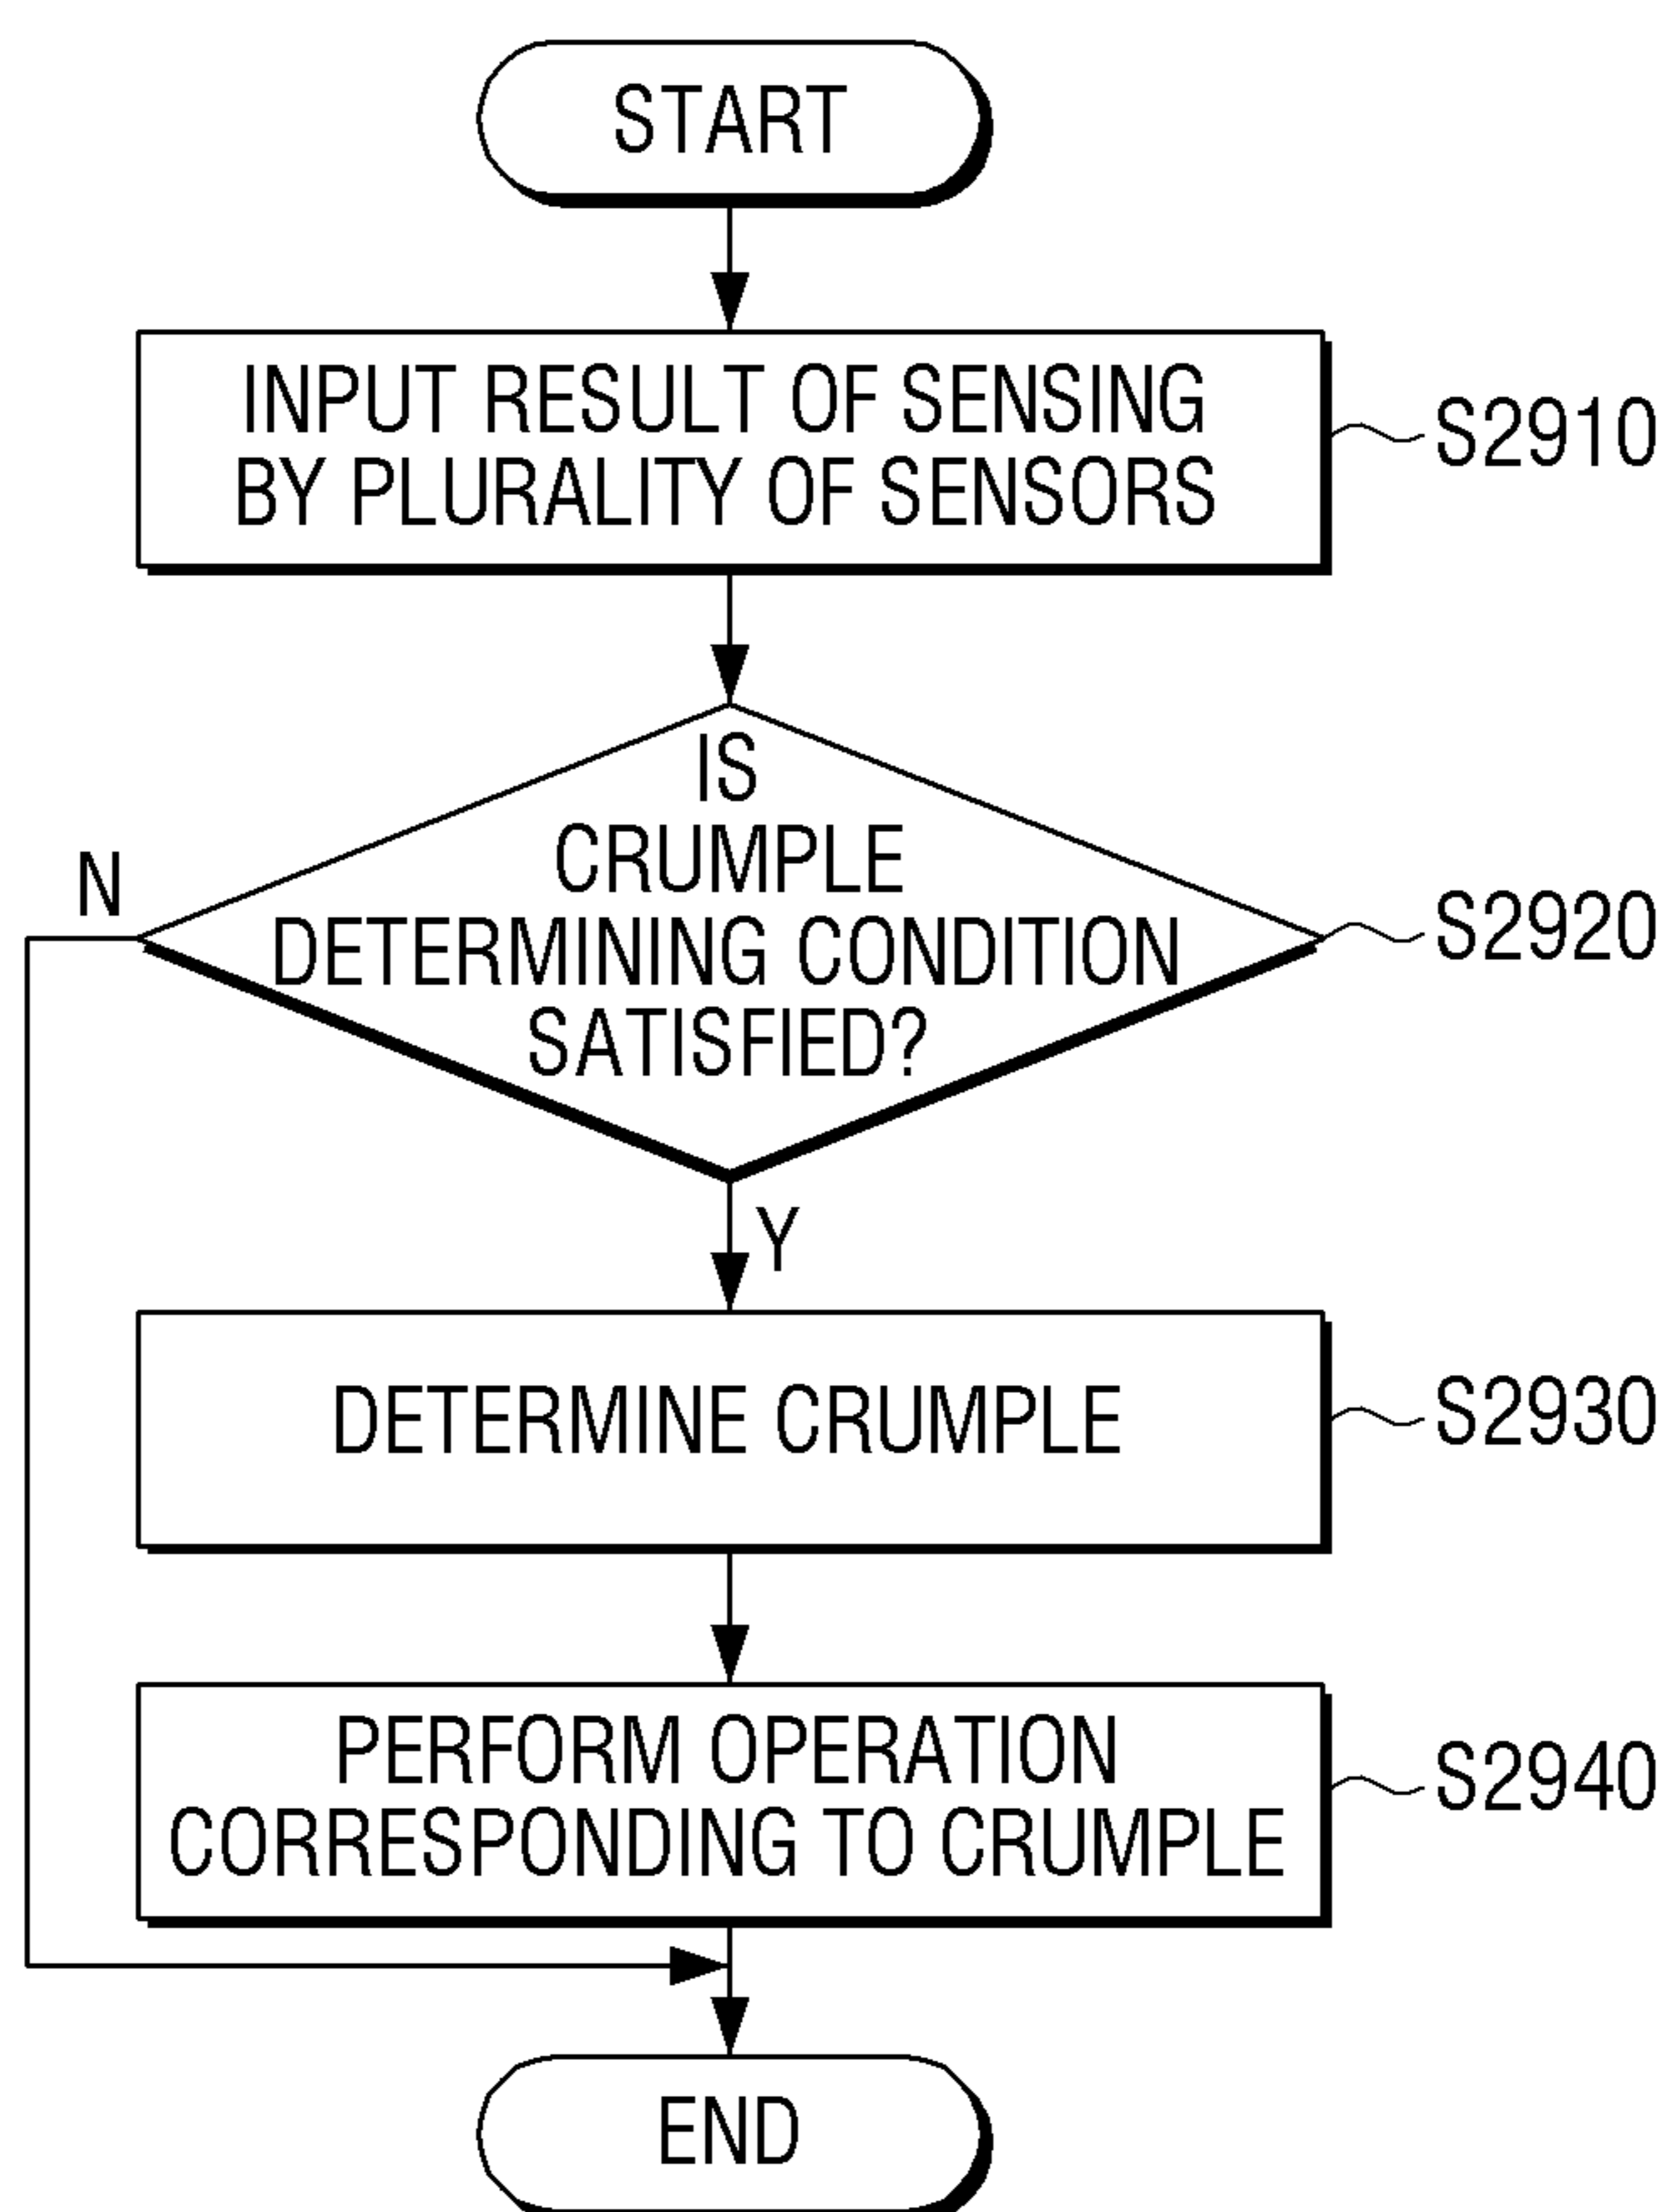 START
INPUT RESULT OF SENSING
BY PLURALITY OF SENSORS
S2910
IS
CRUMPLE
DETERMINING CONDITION
SATISFIED?
S2920
N
Y
DETERMINE CRUMPLE
S2930
PERFORM OPERATION
CORRESPONDING TO CRUMPLE
S2940
END